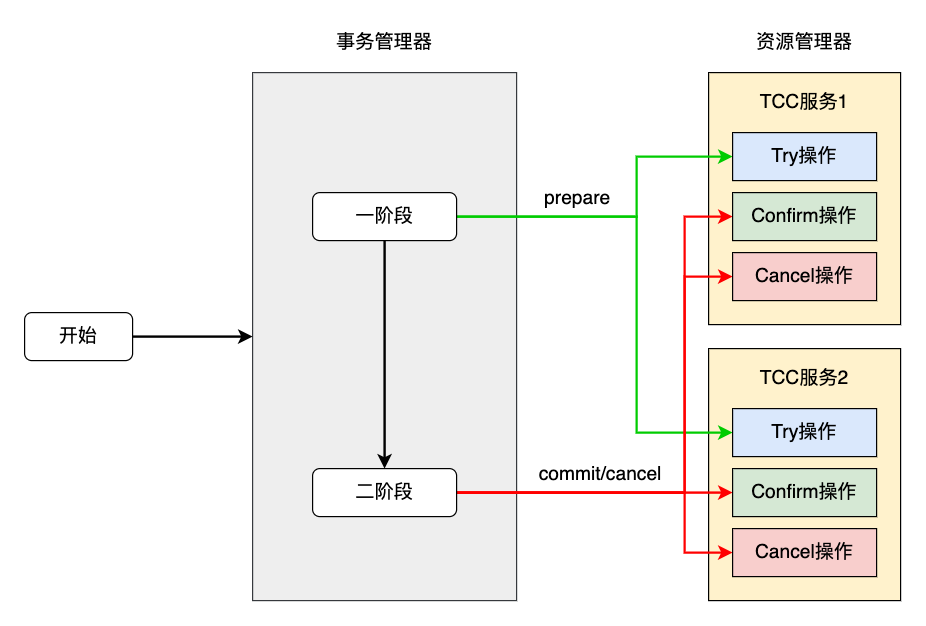 事务管理器
资源管理器
TCC服务1
Try操作
prepare
一阶段
Confirm操作
Cancel操作
开始
TCC服务2
Try操作
commit/cancel
二阶段
Confirm操作
Cancel操作